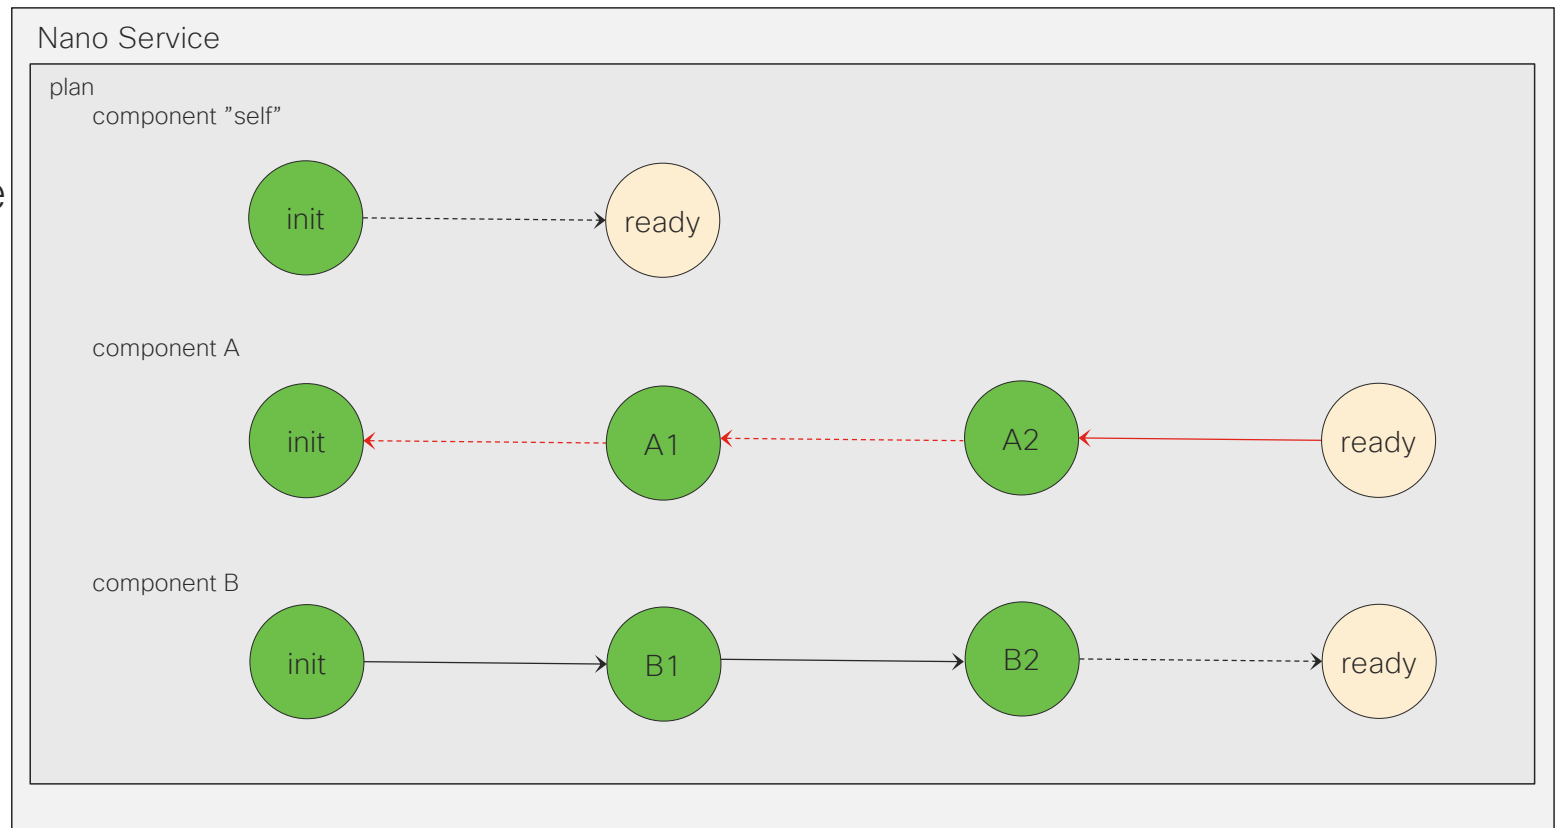 Nano Service
plan
component ”self”
e
init
ready
component A
init
A1
A2
ready
component B
init
B1
B2
ready